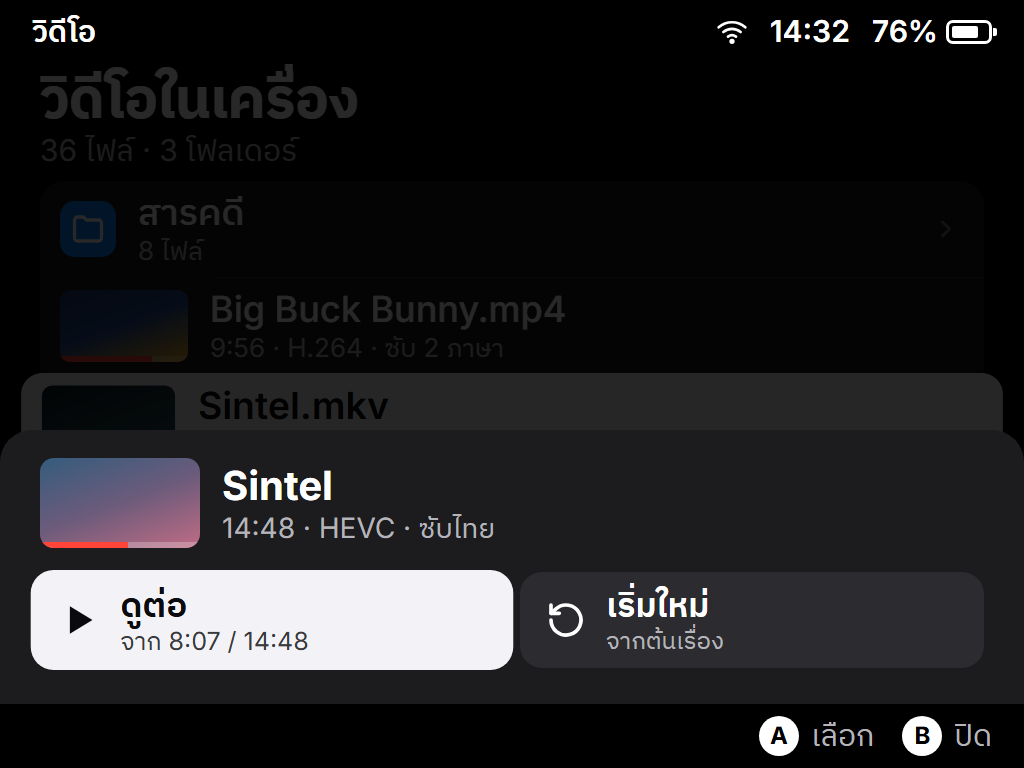 วิดีโอ
14:32 76%
วิดีโอในเครื่อง
36 ไฟล์ · 3 โฟลเดอร์
สารคดี
8 ไฟล์
Big Buck Bunny.mp4
9:56 · H.264 · ซับ 2 ภาษา
Sintel.mkv
Sintel
14:48 · HEVC · ซับไทย
ดูต่อ
จาก 8:07 / 14:48
เริ่มใหม่
จากต้นเรื่อง
A เลือก B ปิด